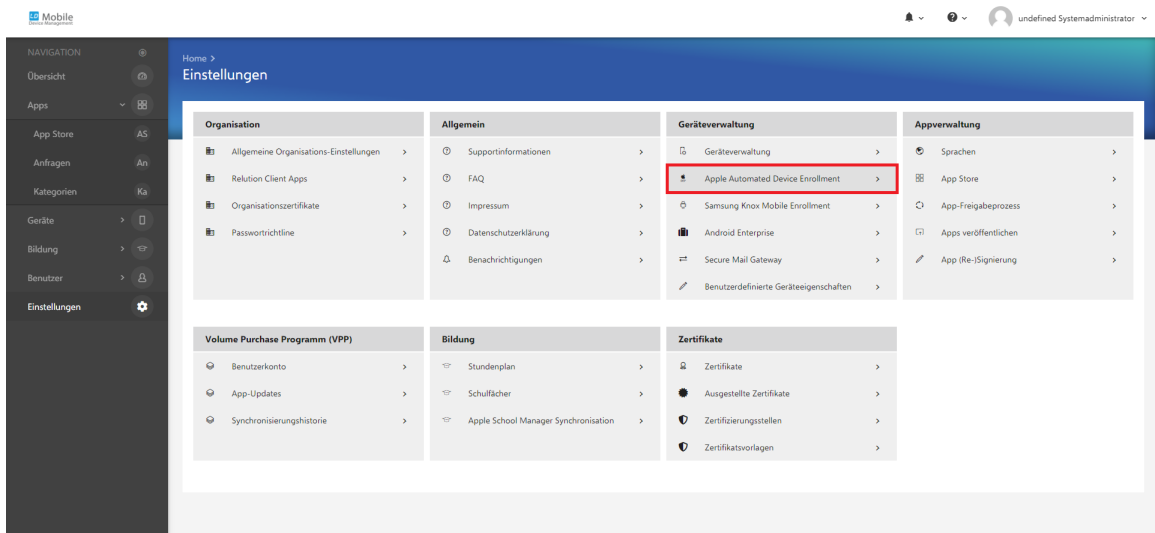 LD Mobile
Device Management
undefined Systemadministrator
NAVIGATION
Übersicht
Apps
App Store AS
Anfragen An
Kategorien Ka
Geräte
Bildung
Benutzer
Einstellungen
Home >
Einstellungen
Organisation
Allgemeine Organisations-Einstellungen
Relution Client Apps
Organisationszertifikate
Passwortrichtline
Allgemein
Supportinformationen
FAQ
Impressum
Datenschutzerklärung
Benachrichtigungen
Geräteverwaltung
Geräteverwaltung
Apple Automated Device Enrollment
Samsung Knox Mobile Enrollment
Android Enterprise
Secure Mail Gateway
Benutzerdefinierte Geräteeigenschaften
Appverwaltung
Sprachen
App Store
App-Freigabeprozess
Apps veröffentlichen
App (Re-)Signierung
Volume Purchase Programm (VPP)
Benutzerkonto
App-Updates
Synchronisierungshistorie
Bildung
Stundenplan
Schulfächer
Apple School Manager Synchronisation
Zertifikate
Zertifikate
Ausgestellte Zertifikate
Zertifizierungsstellen
Zertifikatsvorlagen